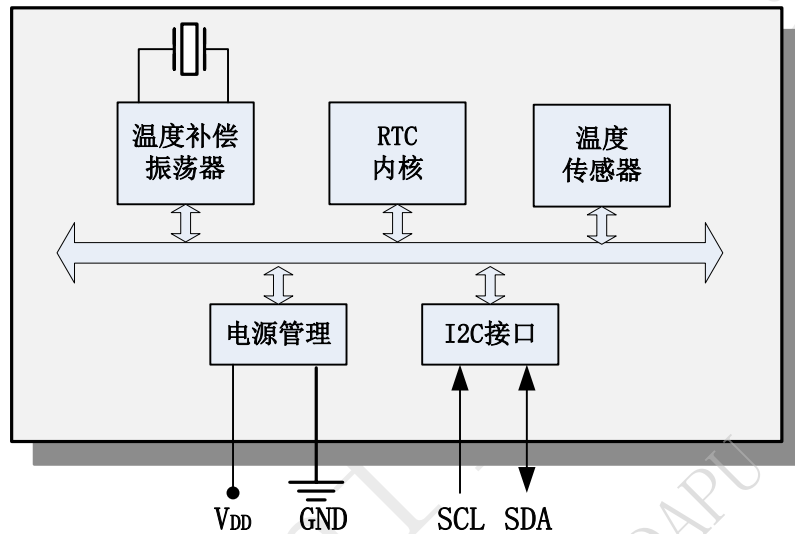 温度补偿
振荡器
RTC
内核
温度
传感器
电源管理
I2C接口
VDD
GND
SCL
SDA
DAPU